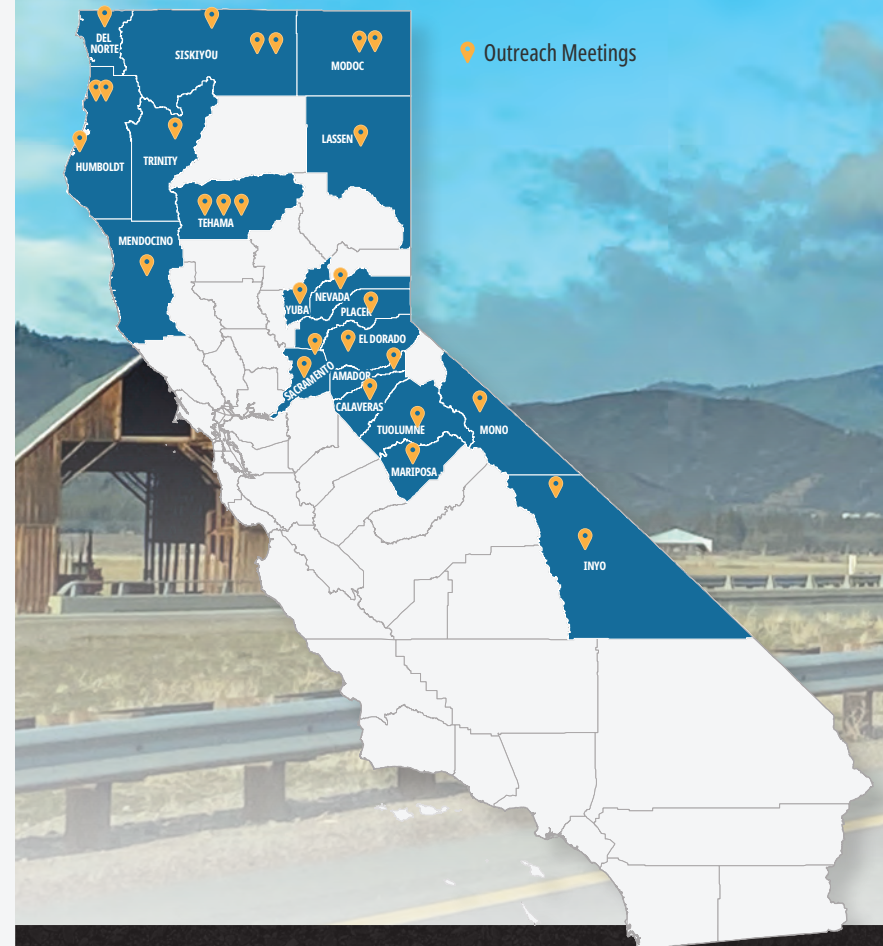 DEL
NORTE
SISKIYOU
MODOC
Outreach Meetings
HUMBOLDT
TRINITY
LASSEN
TEHAMA
MENDOCINO
YUBA
NEVADA
PLACER
EL DORADO
SACRAMENTO
AMADOR
CALAVERAS
TUOLUMNE
MONO
MARIPOSA
INYO